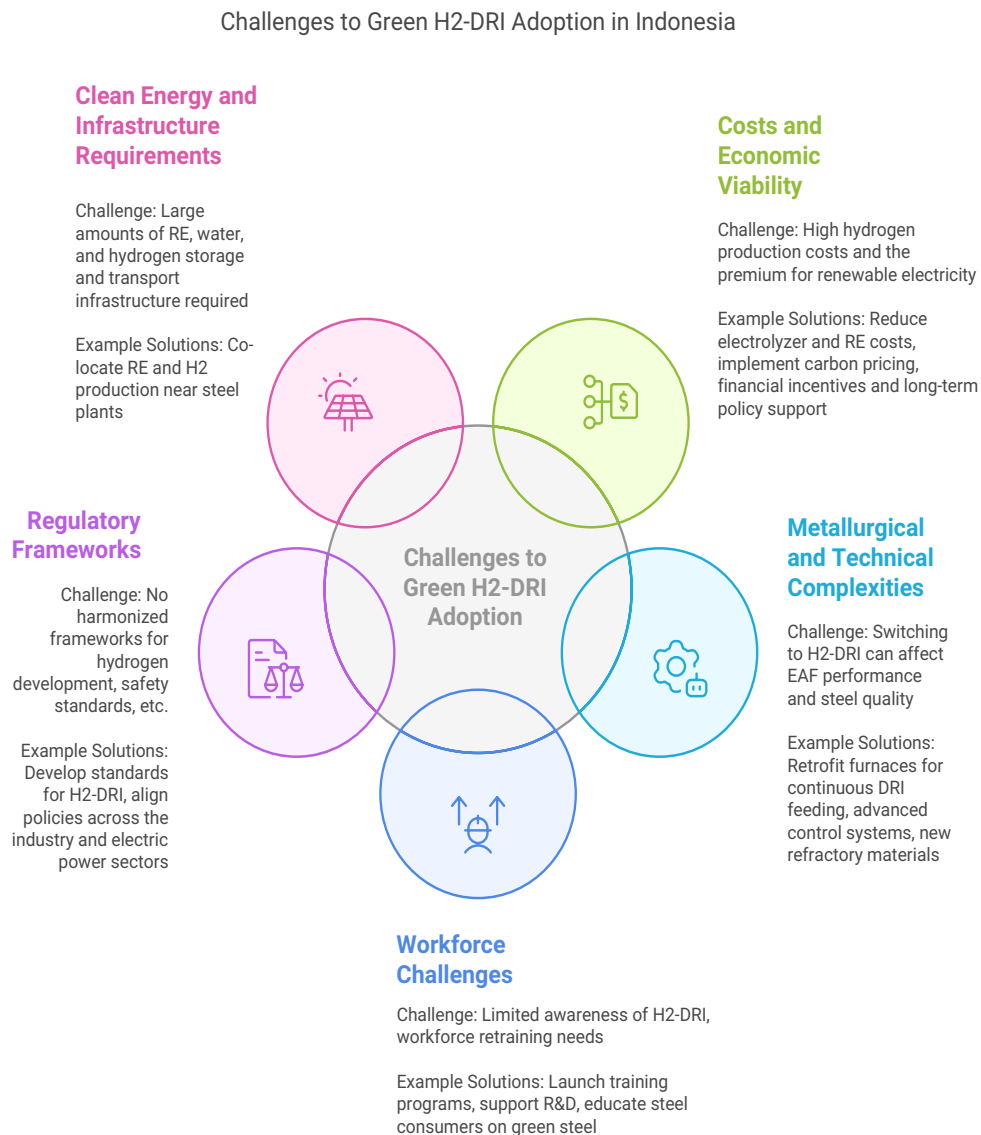 Challenges to Green H2-DRI Adoption in Indonesia
Clean Energy and
Infrastructure
Requirements
Challenge: Large
amounts of RE, water,
and hydrogen storage
and transport
infrastructure required
Example Solutions: Co-
locate RE and H2
production near steel
plants
Costs and
Economic
Viability
Challenge: High hydrogen
production costs and the
premium for renewable electricity
Example Solutions: Reduce
electrolyzer and RE costs,
implement carbon pricing,
financial incentives and long-term
policy support
$
Regulatory
Frameworks
Challenge: No
harmonized
frameworks for
hydrogen
development, safety
standards, etc.
Example Solutions:
Develop standards
for H2-DRI, align
policies across the
industry and electric
power sectors
Challenges to
Green H2-DRI
Adoption
Metallurgical
and Technical
Complexities
Challenge: Switching
to H2-DRI can affect
EAF performance
and steel quality
Example Solutions:
Retrofit furnaces for
continuous DRI
feeding, advanced
control systems, new
refractory materials
Workforce
Challenges
Challenge: Limited awareness of H2-DRI,
workforce retraining needs
Example Solutions: Launch training
programs, support R&D, educate steel
consumers on green steel